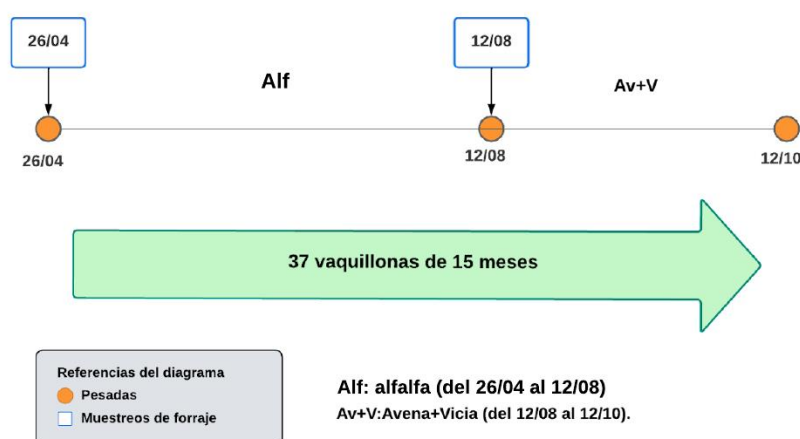 26/04
12/08
Alf
Av+V
26/04
12/08
12/10
37 vaquillonas de 15 meses
Referencias del diagrama
Pesadas
Muestreos de forraje
Alf: alfalfa (del 26/04 al 12/08)
Av+V:Avena+Vicia (del 12/08 al 12/10).